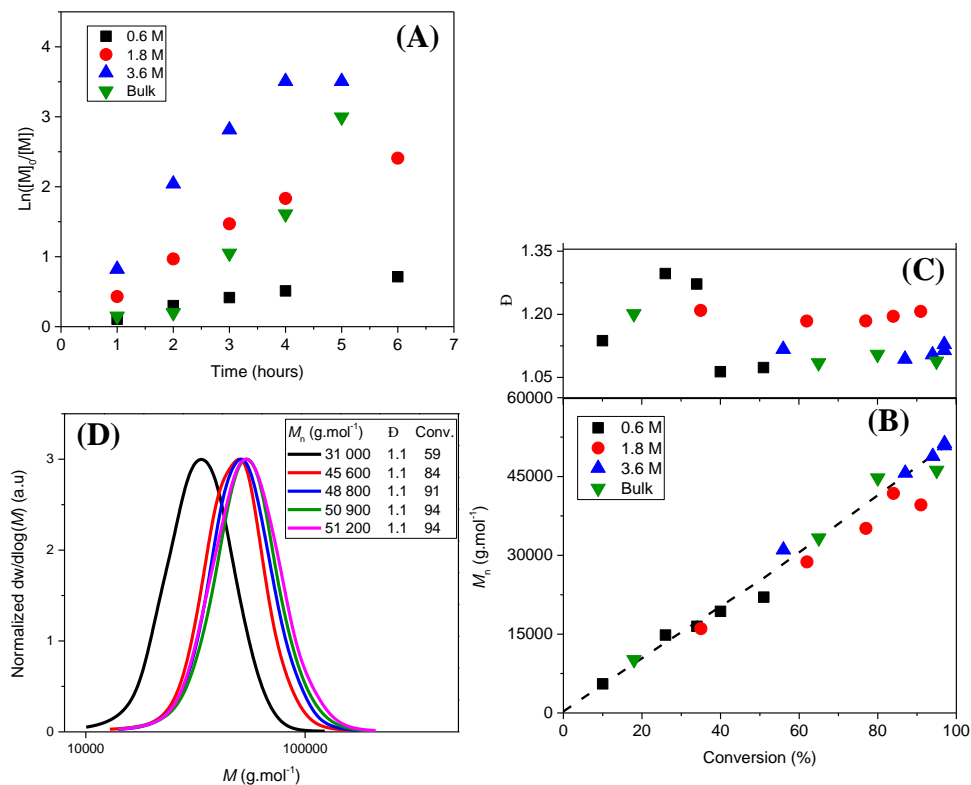 (A)
0.6 M
1.8 M
3.6 M
Bulk
4
3
2
1
0
Ln([M]₀/[M])
0 1 2 3 4 5 6 7
Time (hours)
(C)
1.35
1.20
1.05
Đ
(D)
Mn (g.mol⁻¹) Đ Conv.
31 000 1.1 59
45 600 1.1 84
48 800 1.1 91
50 900 1.1 94
51 200 1.1 94
3
2
1
0
Normalized dw/dlog(M) (a.u)
10000 100000
M (g.mol⁻¹)
(B)
0.6 M
1.8 M
3.6 M
Bulk
60000
45000
30000
15000
0
Mn (g.mol⁻¹)
0 20 40 60 80 100
Conversion (%)